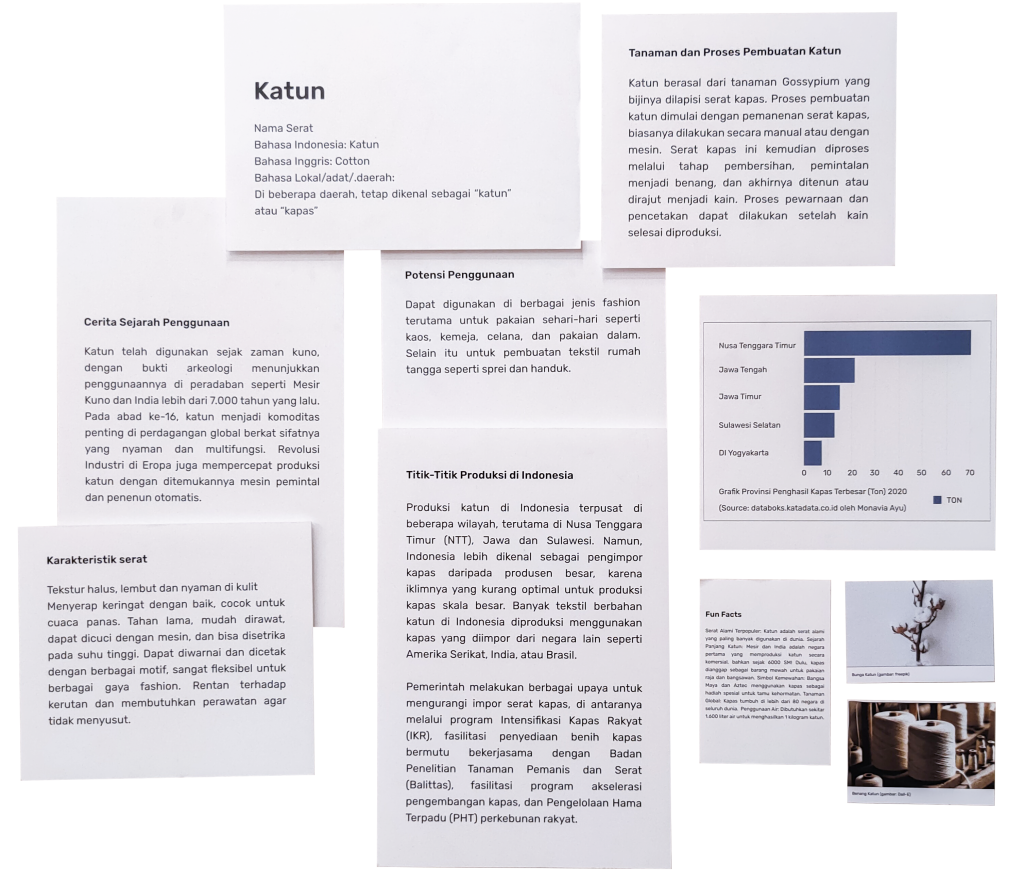 Katun
Nama Serat
Bahasa Indonesia: Katun
Bahasa Inggris: Cotton
Bahasa Lokal/adat/.daerah:
Di beberapa daerah, tetap dikenal sebagai “katun”
atau “kapas”
Tanaman dan Proses Pembuatan Katun
Katun berasal dari tanaman Gossypium yang
bijinya dilapisi serat kapas. Proses pembuatan
katun dimulai dengan pemanenan serat kapas,
biasanya dilakukan secara manual atau dengan
mesin. Serat kapas ini kemudian diproses
melalui tahap pembersihan, pemintalan
menjadi benang, dan akhirnya ditenun atau
dirajut menjadi kain. Proses pewarnaan dan
pencetakan dapat dilakukan setelah kain
selesai diproduksi.
Cerita Sejarah Penggunaan
Katun telah digunakan sejak zaman kuno,
dengan bukti arkeologi menunjukkan
penggunaannya di peradaban seperti Mesir
Kuno dan India lebih dari 7.000 tahun yang lalu.
Pada abad ke-16, katun menjadi komoditas
penting di perdagangan global berkat sifatnya
yang nyaman dan multifungsi. Revolusi
Industri di Eropa juga mempercepat produksi
katun dengan ditemukannya mesin pemintal
dan penenun otomatis.
Potensi Penggunaan
Dapat digunakan di berbagai jenis fashion
terutama untuk pakaian sehari-hari seperti
kaos, kemeja, celana, dan pakaian dalam.
Selain itu untuk pembuatan tekstil rumah
tangga seperti sprei dan handuk.
Karakteristik serat
Tekstur halus, lembut dan nyaman di kulit
Menyerap keringat dengan baik, cocok untuk
cuaca panas. Tahan lama, mudah dirawat,
dapat dicuci dengan mesin, dan bisa disetrika
pada suhu tinggi. Dapat diwarnai dan dicetak
dengan berbagai motif, sangat fleksibel untuk
berbagai gaya fashion. Rentan terhadap
kerutan dan membutuhkan perawatan agar
tidak menyusut.
Titik-Titik Produksi di Indonesia
Produksi katun di Indonesia terpusat di
beberapa wilayah, terutama di Nusa Tenggara
Timur (NTT), Jawa dan Sulawesi. Namun,
Indonesia lebih dikenal sebagai pengimpor
kapas daripada produsen besar, karena
iklimnya yang kurang optimal untuk produksi
kapas skala besar. Banyak tekstil berbahan
katun di Indonesia diproduksi menggunakan
kapas yang diimpor dari negara lain seperti
Amerika Serikat, India, atau Brasil.
Pemerintah melakukan berbagai upaya untuk
mengurangi impor serat kapas, di antaranya
melalui program Intensifikasi Kapas Rakyat
(IKR), fasilitasi penyediaan benih kapas
bermutu bekerjasama dengan Badan
Penelitian Tanaman Pemanis dan Serat
(Balittas), fasilitasi program akselerasi
pengembangan kapas, dan Pengelolaan Hama
Terpadu (PHT) perkebunan rakyat.
Nusa Tenggara Timur
Jawa Tengah
Jawa Timur
Sulawesi Selatan
DI Yogyakarta
0 10 20 30 40 50 60 70
Grafik Provinsi Penghasil Kapas Terbesar (Ton) 2020
TON
(Source: databoks.katadata.co.id oleh Monavia Ayu)
Fun Facts
Serat Alami Terpopuler: Katun adalah serat alami
yang paling banyak digunakan di dunia. Sejarah
Panjang Katun: Mesir dan India adalah negara
pertama yang memproduksi katun secara
komersial, bahkan sejak 6000 SM! Dulu, kapas
dianggap sebagai barang mewah untuk pakaian
raja dan bangsawan. Simbol Kemewahan: Bangsa
Maya dan Aztec menggunakan kapas sebagai
hadiah spesial untuk tamu kehormatan. Tanaman
Global: Kapas tumbuh di lebih dari 80 negara di
seluruh dunia. Penggunaan Air: Dibutuhkan sekitar
1.600 liter air untuk menghasilkan 1 kilogram katun.
Bunga Katun (gambar: freepik)
Benang Katun (gambar: